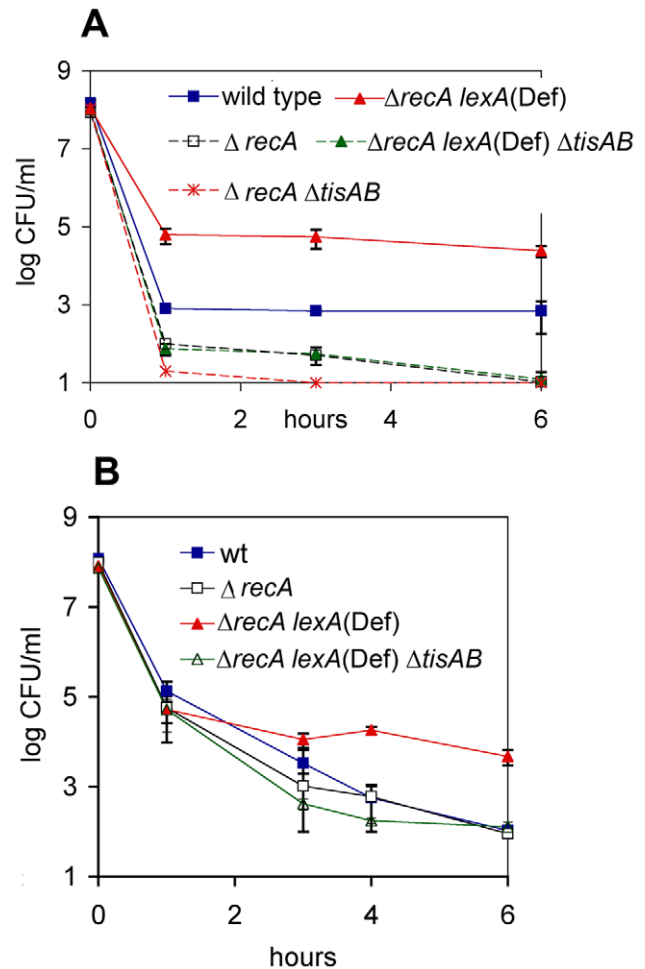 A
9
wild type
ΔrecA lexA(Def)
7
Δ recA
ΔrecA lexA(Def) ΔtisAB
Δ recA ΔtisAB
5
log CFU/ml
3
1
0
2
hours
4
6
B
9
wt
Δ recA
7
ΔrecA lexA(Def)
ΔrecA lexA(Def) ΔtisAB
5
log CFU/ml
3
1
0
2
4
6
hours